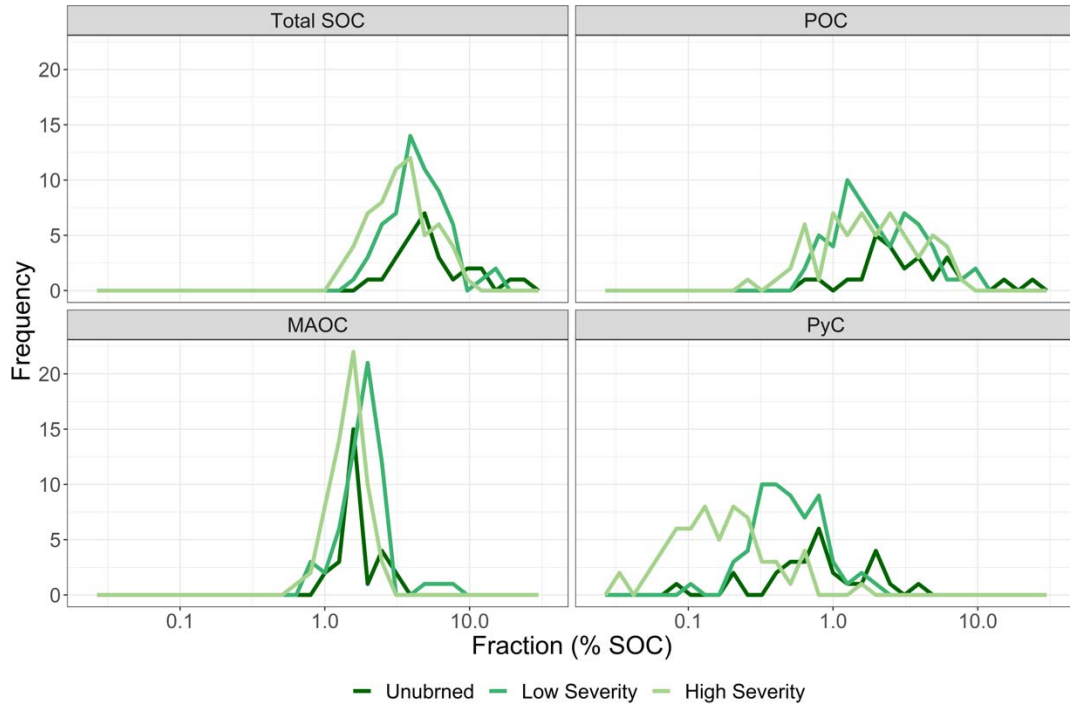 Total SOC
POC
20
15
10
5
0
MAOC
PyC
20
15
10
5
0
0.1 1.0 10.0 0.1 1.0 10.0
Frequency
Fraction (% SOC)
Unubrned Low Severity High Severity